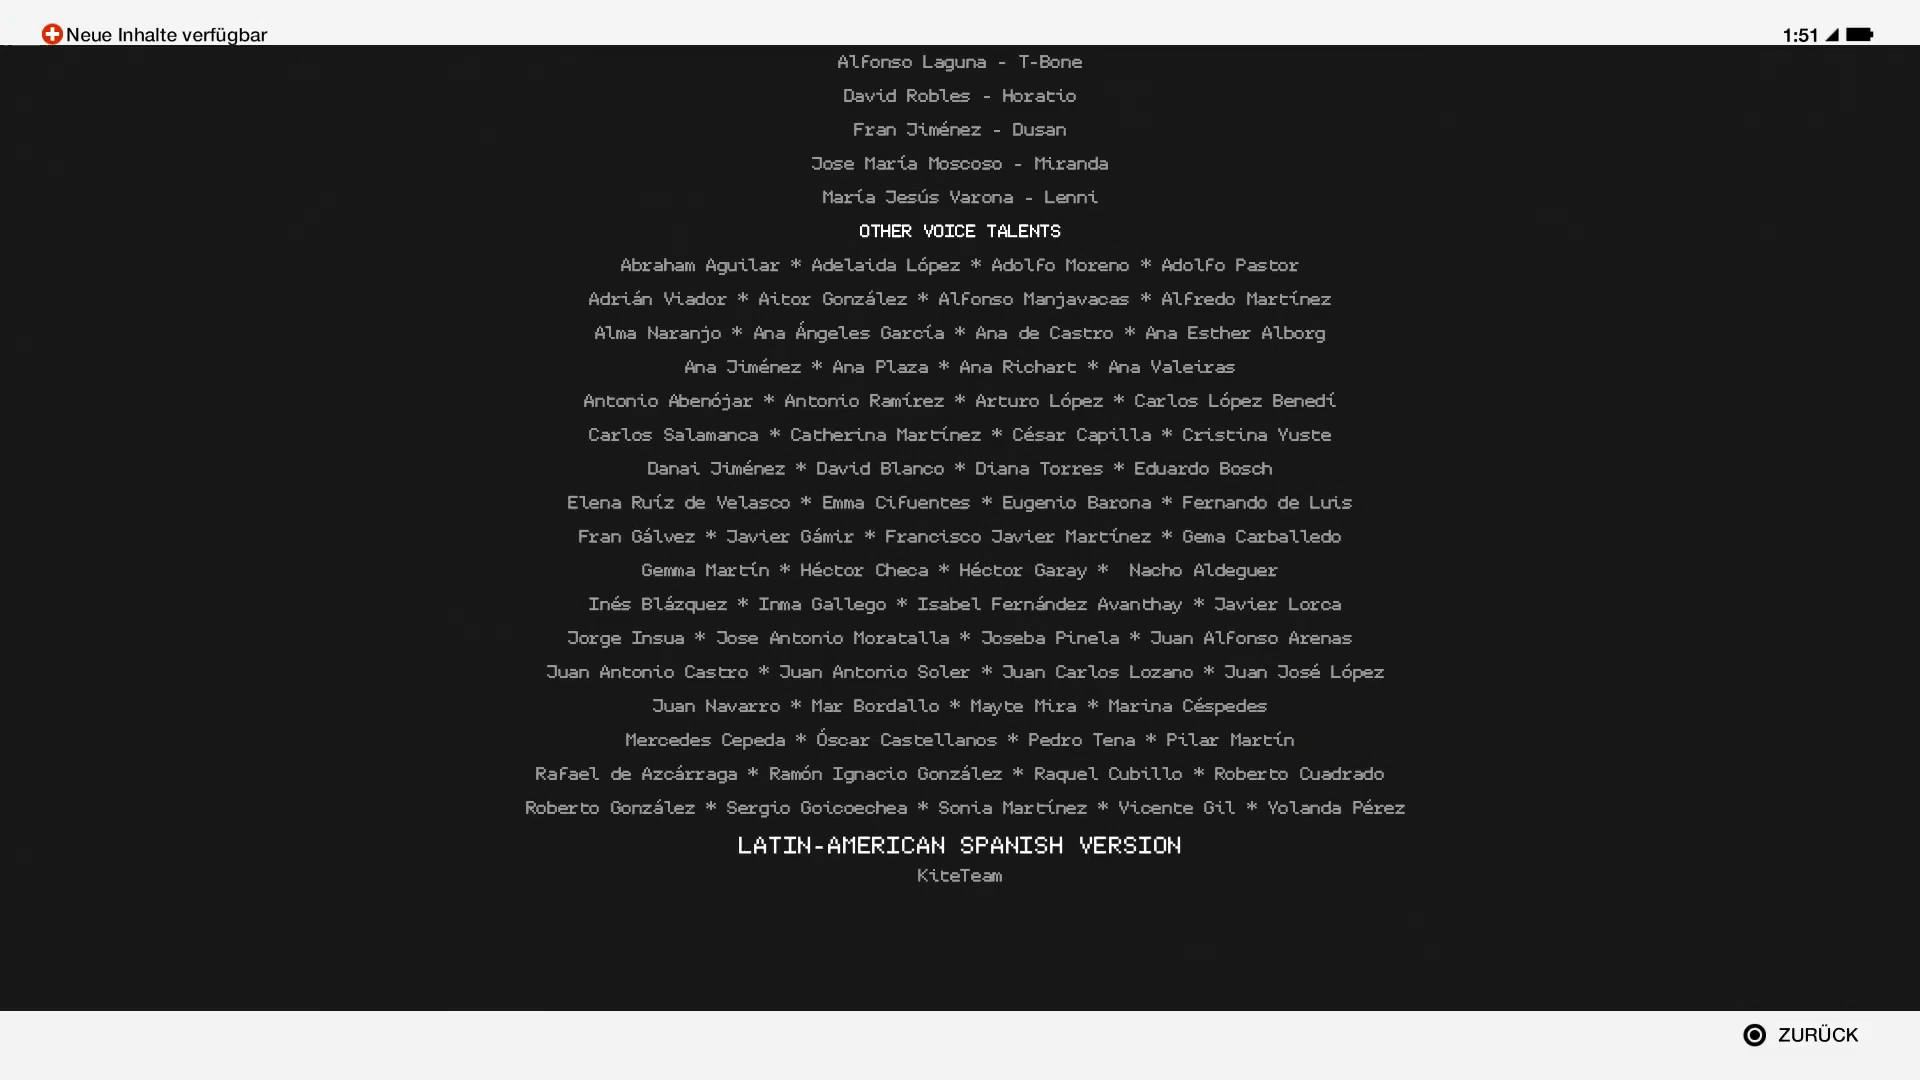 Neue Inhalte verfügbar
1:51
Alfonso Laguna - T-Bone
David Robles - Horatio
Fran Jiménez - Dusan
Jose María Moscoso - Miranda
María Jesús Varona - Lenni
OTHER VOICE TALENTS
Abraham Aguilar * Adelaida López * Adolfo Moreno * Adolfo Pastor
Adrián Viador * Aitor González * Alfonso Manjavacas * Alfredo Martínez
Alma Naranjo * Ana Ángeles García * Ana de Castro * Ana Esther Alborg
Ana Jiménez * Ana Plaza * Ana Richart * Ana Valeiras
Antonio Abenójar * Antonio Ramírez * Arturo López * Carlos López Benedí
Carlos Salamanca * Catherina Martínez * César Capilla * Cristina Yuste
Danai Jiménez * David Blanco * Diana Torres * Eduardo Bosch
Elena Ruíz de Velasco * Emma Cifuentes * Eugenio Barona * Fernando de Luis
Fran Gálvez * Javier Gámir * Francisco Javier Martínez * Gema Carballedo
Gemma Martín * Héctor Checa * Héctor Garay *  Nacho Aldeguer
Inés Blázquez * Inma Gallego * Isabel Fernández Avanthay * Javier Lorca
Jorge Insua * Jose Antonio Moratalla * Joseba Pinela * Juan Alfonso Arenas
Juan Antonio Castro * Juan Antonio Soler * Juan Carlos Lozano * Juan José López
Juan Navarro * Mar Bordallo * Mayte Mira * Marina Céspedes
Mercedes Cepeda * Óscar Castellanos * Pedro Tena * Pilar Martín
Rafael de Azcárraga * Ramón Ignacio González * Raquel Cubillo * Roberto Cuadrado
Roberto González * Sergio Goicoechea * Sonia Martínez * Vicente Gil * Yolanda Pérez
LATIN-AMERICAN SPANISH VERSION
KiteTeam
ZURÜCK